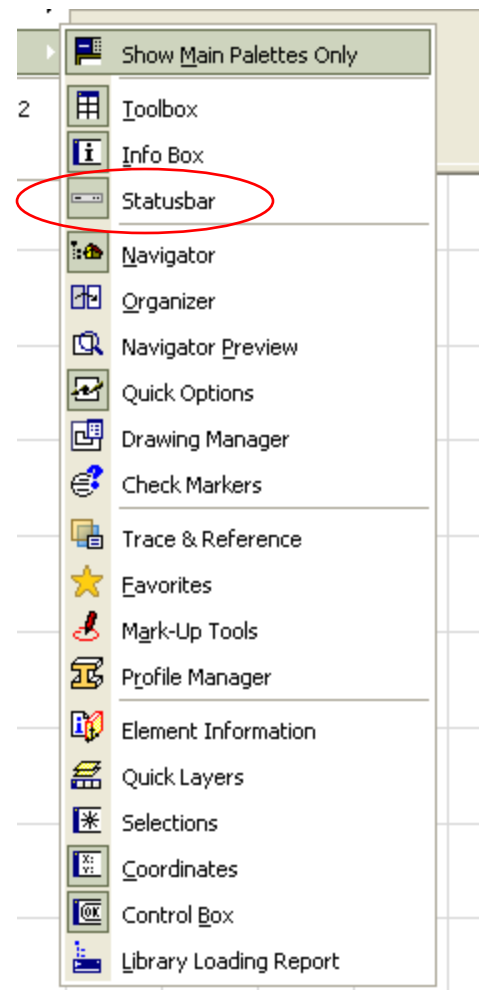 Show Main Palettes Only
2
Toolbox
Info Box
Statusbar
Navigator
Organizer
Navigator Preview
Quick Options
Drawing Manager
Check Markers
Trace & Reference
Favorites
Mark-Up Tools
Profile Manager
Element Information
Quick Layers
Selections
Coordinates
Control Box
Library Loading Report